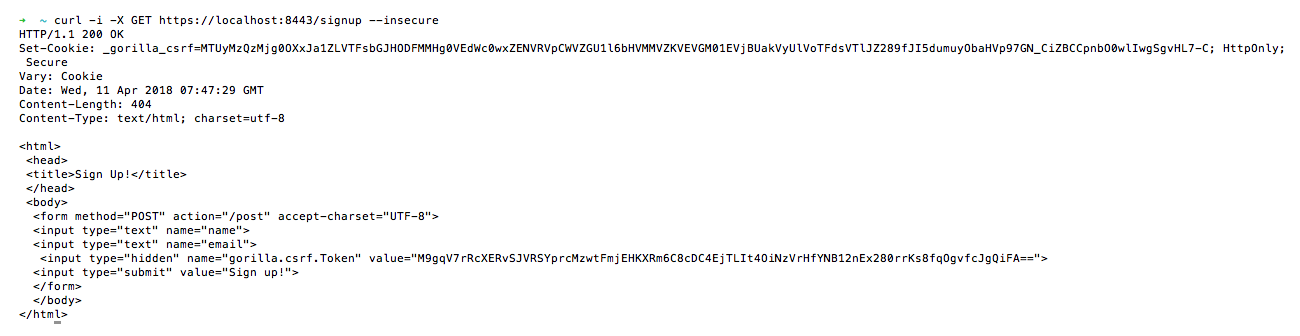 ➜  ~ curl -i -X GET https://localhost:8443/signup --insecure
HTTP/1.1 200 OK
Set-Cookie: _gorilla_csrf=MTUyMzQzMjg0OXxJa1ZLVTFsbGJHODFMMHg0VEdWc0wxZENVRVpCWVZGU1l6bHVMMVZKVEVGM01EVjBUakVyUlVoTFdsVTlJZ289fJI5dumuyObaHVp97GN_CiZBCCpnbO0wlIwgSgvHL7-C; HttpOnly;
 Secure
Vary: Cookie
Date: Wed, 11 Apr 2018 07:47:29 GMT
Content-Length: 404
Content-Type: text/html; charset=utf-8

<html>
 <head>
 <title>Sign Up!</title>
 </head>
 <body>
  <form method="POST" action="/post" accept-charset="UTF-8">
  <input type="text" name="name">
  <input type="text" name="email">
   <input type="hidden" name="gorilla.csrf.Token" value="M9gqV7rRcXERvSJVRSYprcMzwtFmjEHKXRm6C8cDC4EjTLIt4OiNzVrHfYNB12nEx280rrKs8fqOgvfcJgQiFA==">
  <input type="submit" value="Sign up!">
  </form>
  </body>
</html>